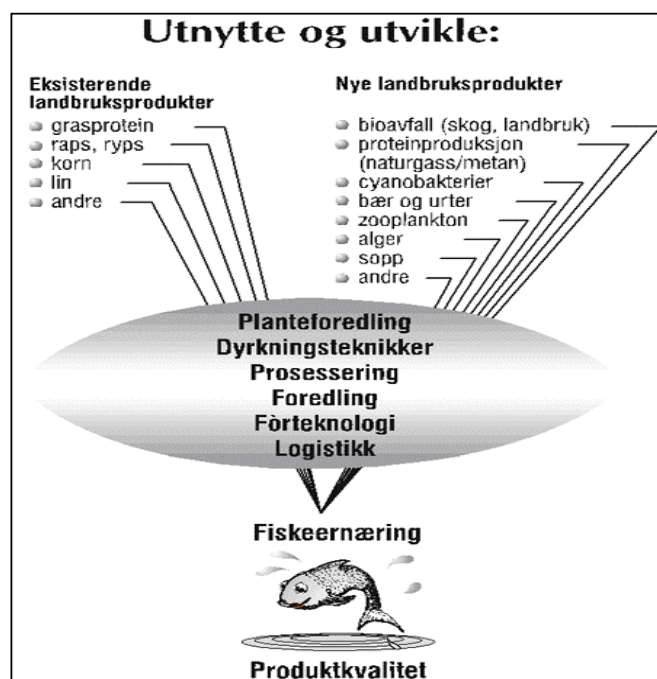 Utnytte og utvikle:
Eksisterende
landbruksprodukter
grasprotein
raps, ryps
korn
lin
andre
Nye landbruksprodukter
bioavfall (skog, landbruk)
proteinproduksjon
(naturgass/metan)
cyanobakterier
bær og urter
zooplankton
alger
sopp
andre
Planteforedling
Dyrkningsteknikker
Prosessering
Foredling
Fòrteknologi
Logistikk
Fiskeernæring
Produktkvalitet